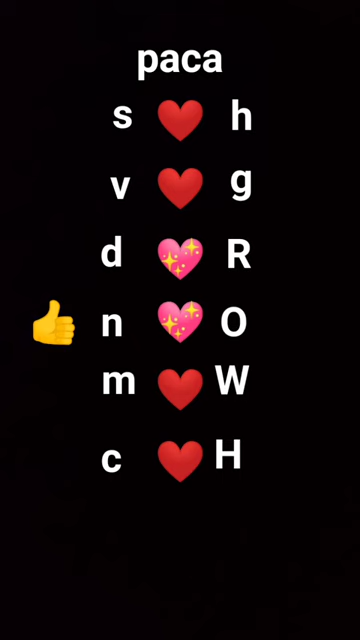 paca
s ❤️ h
v ❤️ g
d 💖 R
👍 n 💖 O
m ❤️ W
c ❤️ H